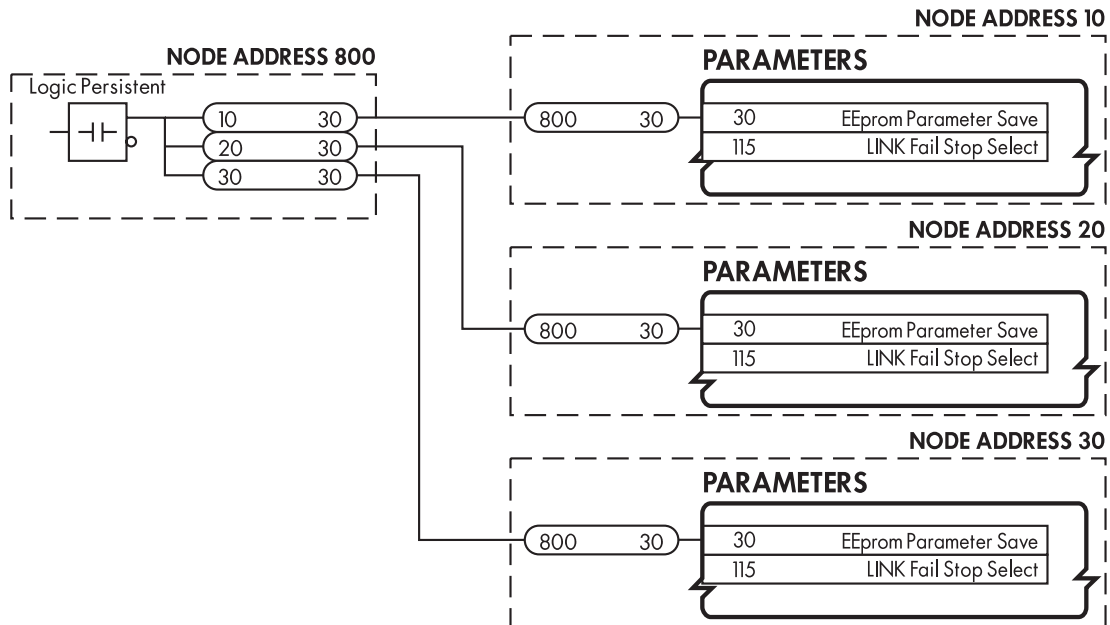 NODE ADDRESS 800
Logic Persistent
10 30
20 30
30 30
NODE ADDRESS 10
PARAMETERS
800 30
30 EEprom Parameter Save
115 LINK Fail Stop Select
NODE ADDRESS 20
PARAMETERS
800 30
30 EEprom Parameter Save
115 LINK Fail Stop Select
NODE ADDRESS 30
PARAMETERS
800 30
30 EEprom Parameter Save
115 LINK Fail Stop Select